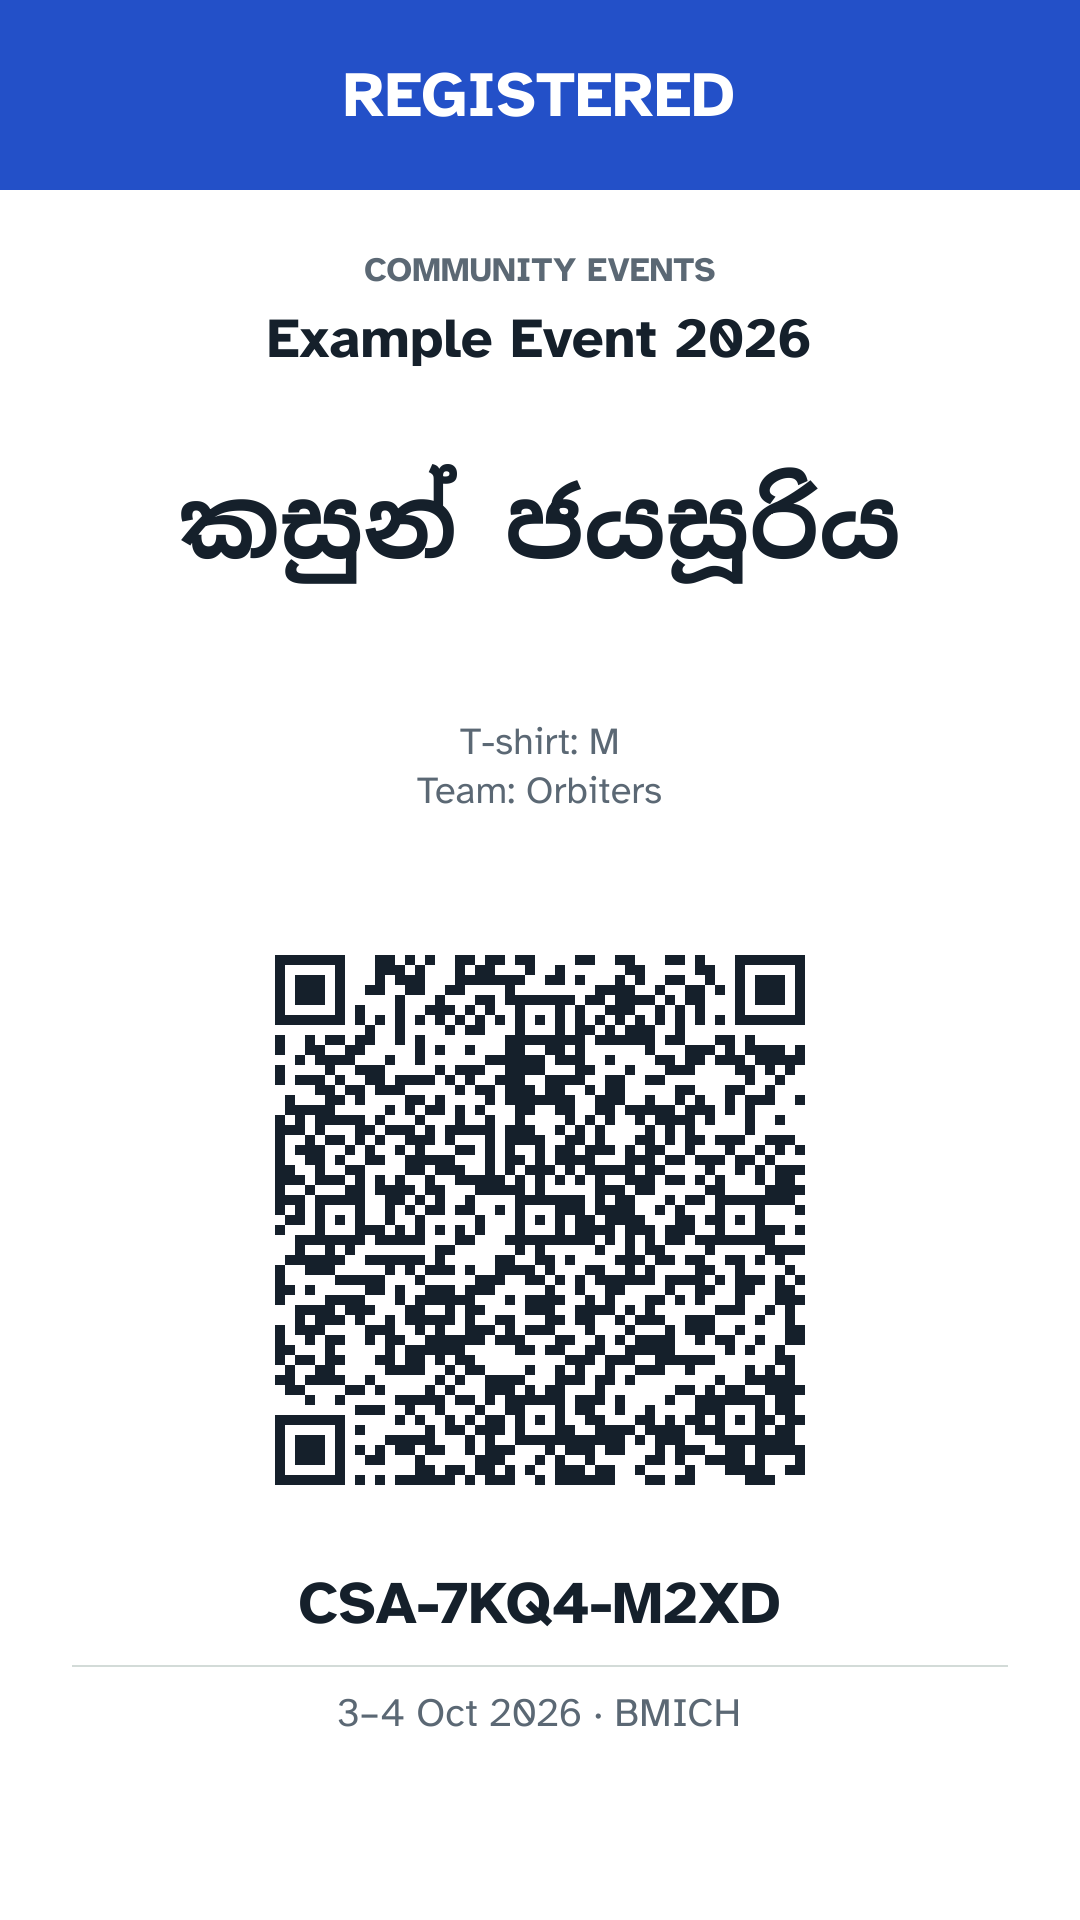 REGISTERED
COMMUNITY EVENTS
Example Event 2026
කසුන් ජයසූරිය
T-shirt: M
Team: Orbiters
CSA-7KQ4-M2XD
3–4 Oct 2026 · BMICH